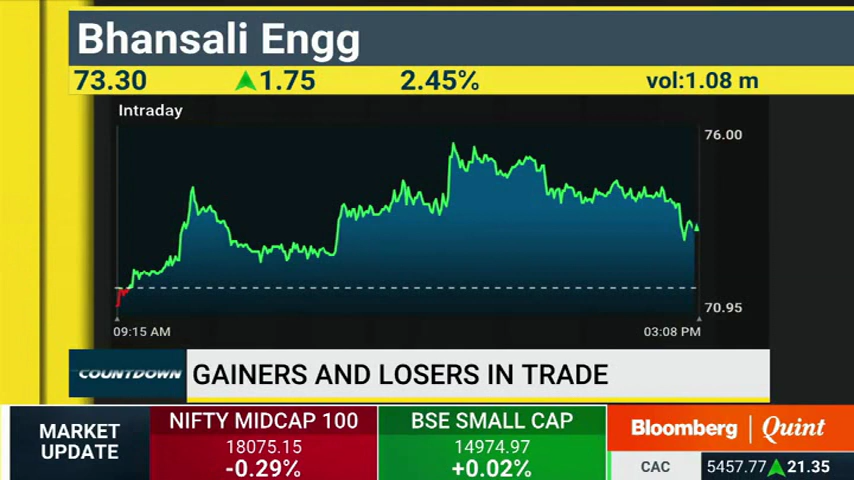 Bhansali Engg
73.30 1.75 2.45% vol:1.08 m
Intraday
76.00
70.95
09:15 AM 03:08 PM
COUNTDOWN GAINERS AND LOSERS IN TRADE
MARKET UPDATE
NIFTY MIDCAP 100
18075.15
-0.29%
BSE SMALL CAP
14974.97
+0.02%
Bloomberg | Quint
CAC 5457.77 21.35